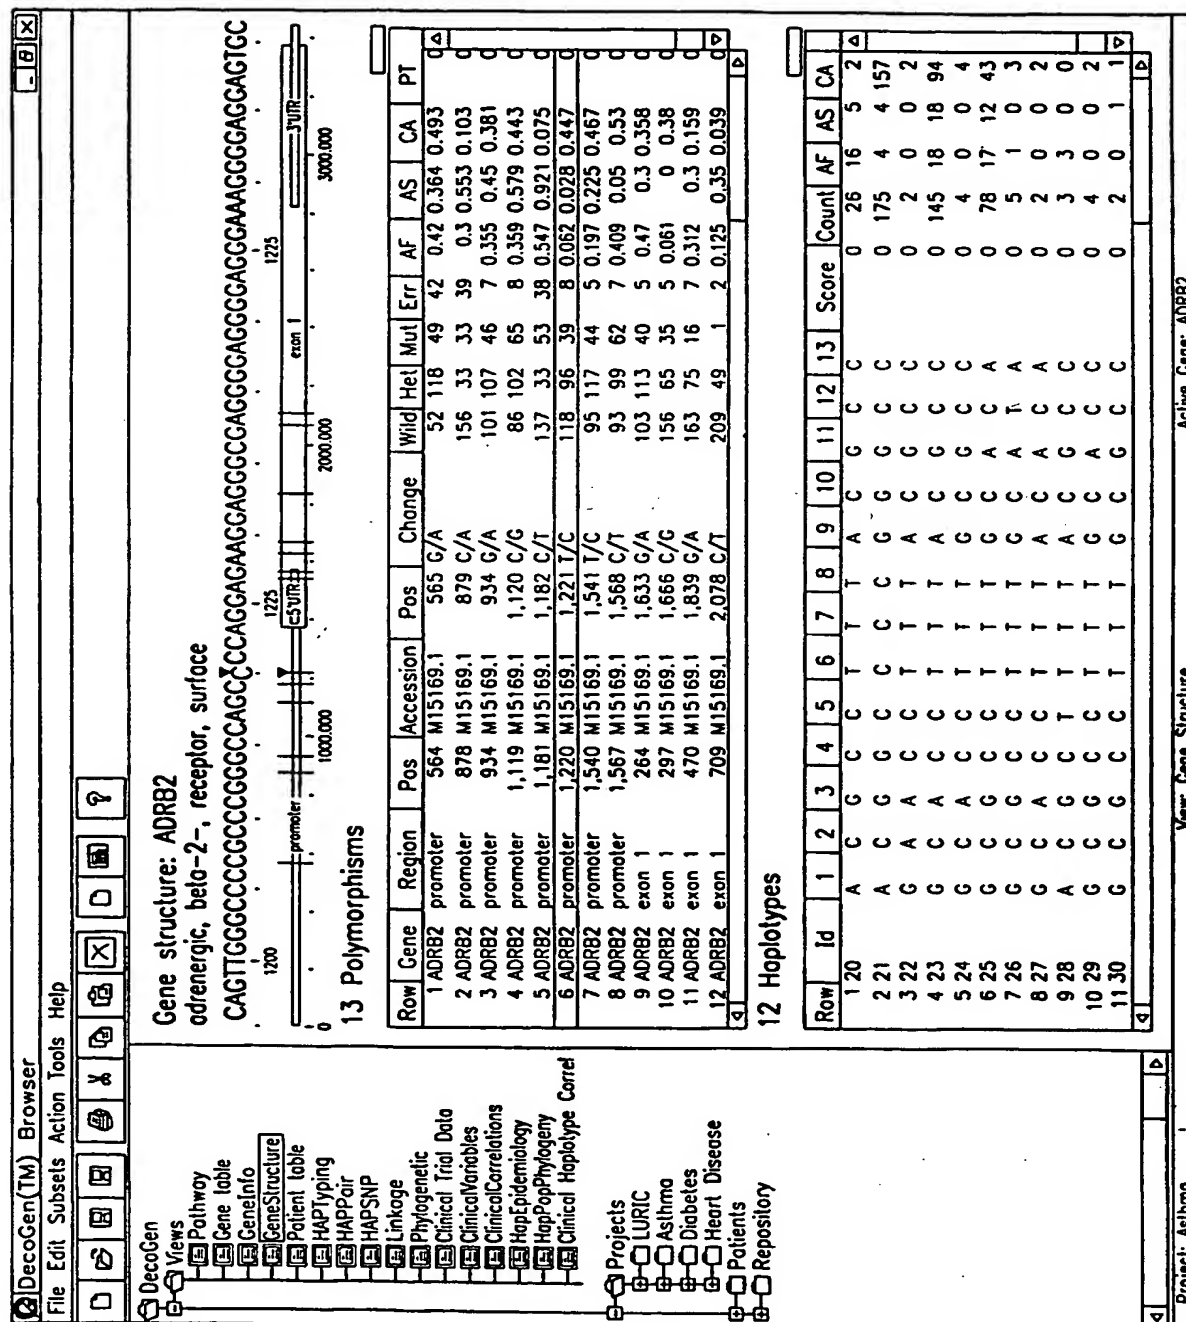 DecoGen(TM) Browser
File Edit Subsets Action Tools Help
DecoGen
Views
Pathway
Gene table
GeneInfo
GeneStructure
Patient table
HAPTyping
HAPPair
HAPSNP
Linkage
Phylogenetic
Clinical Trial Data
ClinicalVariables
ClinicalCorrelations
HapEpidemiology
HapPopPhylogeny
Clinical Haplotype Correl
Projects
LURIC
Asthma
Diabetes
Heart Disease
Patients
Repository
Gene structure: ADRB2
adrenergic, beta-2-, receptor, surface
1200 1225 1225
promoter exon 1 3'UTR
0 1000.000 2000.000 3000.000
13 Polymorphisms
Row Gene Region Pos Accession Pos Change Wild Het Mut Err AF AS CA PT
1 ADRB2 promoter 564 M15169.1 565 G/A 52 118 49 42 0.42 0.364 0.493 0
2 ADRB2 promoter 878 M15169.1 879 C/A 156 33 33 39 0.3 0.553 0.103 0
3 ADRB2 promoter 934 M15169.1 934 G/A 101 107 46 7 0.355 0.45 0.381 0
4 ADRB2 promoter 1,119 M15169.1 1,120 C/G 86 102 65 8 0.359 0.579 0.443 0
5 ADRB2 promoter 1,181 M15169.1 1,182 C/T 137 33 53 38 0.547 0.921 0.075 0
6 ADRB2 promoter 1,220 M15169.1 1,221 T/C 118 96 39 8 0.062 0.028 0.447 0
7 ADRB2 promoter 1,540 M15169.1 1,541 T/C 95 117 44 5 0.197 0.225 0.467 0
8 ADRB2 promoter 1,567 M15169.1 1,568 C/T 93 99 62 7 0.409 0.05 0.53 0
9 ADRB2 exon 1 264 M15169.1 1,633 G/A 103 113 40 5 0.47 0.3 0.358 0
10 ADRB2 exon 1 297 M15169.1 1,666 C/G 156 65 35 5 0.061 0 0.38 0
11 ADRB2 exon 1 470 M15169.1 1,839 G/A 163 75 16 7 0.312 0.3 0.159 0
12 ADRB2 exon 1 709 M15169.1 2,078 C/T 209 49 1 2 0.125 0.35 0.039 0
12 Haplotypes
Row Id 1 2 3 4 5 6 7 8 9 10 11 12 13 Score Count AF AS CA
1 20 A C G C C T T T A C G C C 0 26 16 5 2
2 21 A C G G C C C C G G G C C 0 175 4 4 157
3 22 G A A C C T T T A C G C C 0 2 0 0 2
4 23 G C A C C T T T A C G C C 0 145 18 18 94
5 24 G C A C C T T T G C G C C 0 4 0 0 4
6 25 G C G C C T T T G C A C A 0 78 17 12 43
7 26 G C G C C T T T G C A T A 0 5 1 0 3
8 27 G C A C C T T T A C A C A 0 2 0 0 2
9 28 A C G C T T T T A C G C C 0 3 3 0 0
10 29 G C G C C T T T G C A C C 0 4 0 0 2
11 30 G C G C C T T T G C G C C 0 2 0 1 1
Project: Asthma View: Gene Structure Active Gene: ADRB2